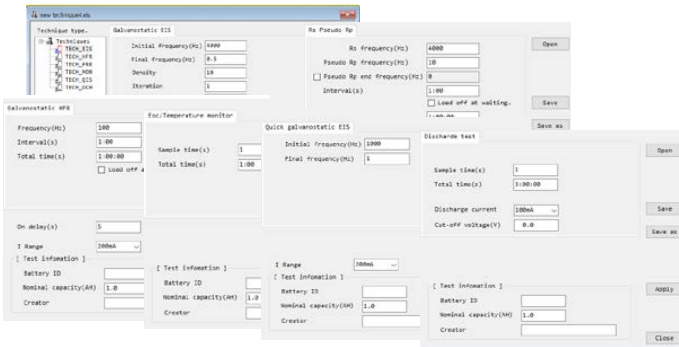 new technique4.xls
Technique type.
Techniques
TECH_EIS
TECH_HFR
TECH_PRR
TECH_MON
TECH_QIS
TECH_DCH
Galvanostatic EIS
Initial frequency(Hz) 4000
Final frequency(Hz) 0.5
Density 10
Iteration 1
Rs Pseudo Rp
Rs frequency(Hz) 4000
Pseudo Rp frequency(Hz) 10
Pseudo Rp end frequency(Hz) 0
Interval(s) 1:00
Load off at waiting.
Open
Save
Save as
Galvanostatic HFR
Frequency(Hz) 100
Interval(s) 1:00
Total time(s) 1:00:00
Load off a
On delay(s) 5
I Range 200mA
[ Test infomation ]
Battery ID
Nominal capacity(AH) 1.0
Creator
Eoc/Temperature monitor
Sample time(s) 1
Total time(s) 1:00
[ Test infomation ]
Battery ID
Nominal capacity(AH) 1.0
Creator
Quick galvanostatic EIS
Initial frequency(Hz) 1000
Final frequency(Hz) 1
I Range 200mA
[ Test infomation ]
Battery ID
Nominal capacity(AH) 1.0
Creator
Discharde test
Sample time(s) 1
Total time(s) 3:00:00
Discharge current 100mA
Cut-off voltage(V) 0.0
[ Test infomation ]
Battery ID
Nominal capacity(AH) 1.0
Creator
Open
Save
Save as
Apply
Close